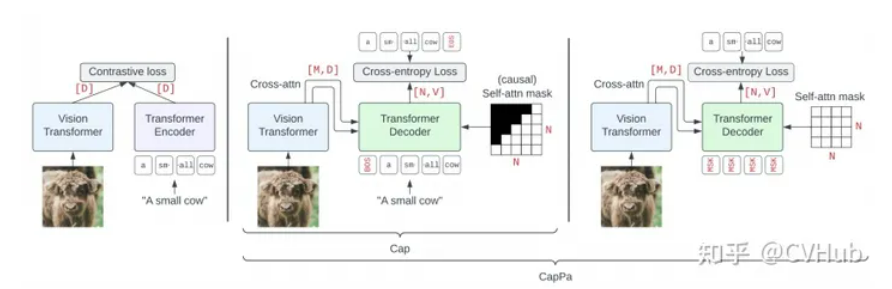 Contrastive loss
[D]
[D]
Vision
Transformer
Transformer
Encoder
a sm- -all cow
"A small cow"
a sm- -all cow EOS
Cross-entropy Loss
[M,D]
Cross-attn
[N,V]
(causal)
Self-attn mask
Vision
Transformer
Transformer
Decoder
N
N
BOS a sm- -all cow
"A small cow"
Cap
a sm- -all cow
Cross-entropy Loss
[M,D]
Cross-attn
[N,V]
Self-attn mask
Vision
Transformer
Transformer
Decoder
N
N
MSK MSK MSK MSK
CapPa
知乎 @CVHub